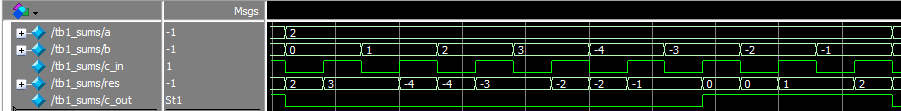 Msgs
/tb1_sums/a -1 2
/tb1_sums/b -1 0 1 2 3 -4 -3 -2 -1
/tb1_sums/c_in 1
/tb1_sums/res -1 2 3 -4 -4 -3 -2 -2 -1 0 0 1 2
/tb1_sums/c_out St1